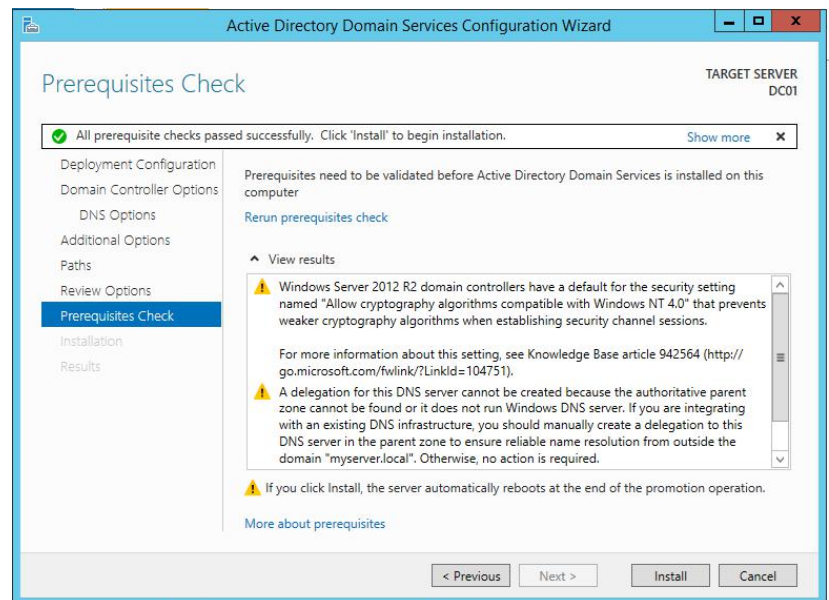 Active Directory Domain Services Configuration Wizard
Prerequisites Check
TARGET SERVER
DC01
All prerequisite checks passed successfully. Click 'Install' to begin installation.
Show more
Deployment Configuration
Domain Controller Options
DNS Options
Additional Options
Paths
Review Options
Prerequisites Check
Installation
Results
Prerequisites need to be validated before Active Directory Domain Services is installed on this
computer
Rerun prerequisites check
View results
Windows Server 2012 R2 domain controllers have a default for the security setting
named "Allow cryptography algorithms compatible with Windows NT 4.0" that prevents
weaker cryptography algorithms when establishing security channel sessions.
For more information about this setting, see Knowledge Base article 942564 (http://
go.microsoft.com/fwlink/?LinkId=104751).
A delegation for this DNS server cannot be created because the authoritative parent
zone cannot be found or it does not run Windows DNS server. If you are integrating
with an existing DNS infrastructure, you should manually create a delegation to this
DNS server in the parent zone to ensure reliable name resolution from outside the
domain "myserver.local". Otherwise, no action is required.
If you click Install, the server automatically reboots at the end of the promotion operation.
More about prerequisites
< Previous
Next >
Install
Cancel